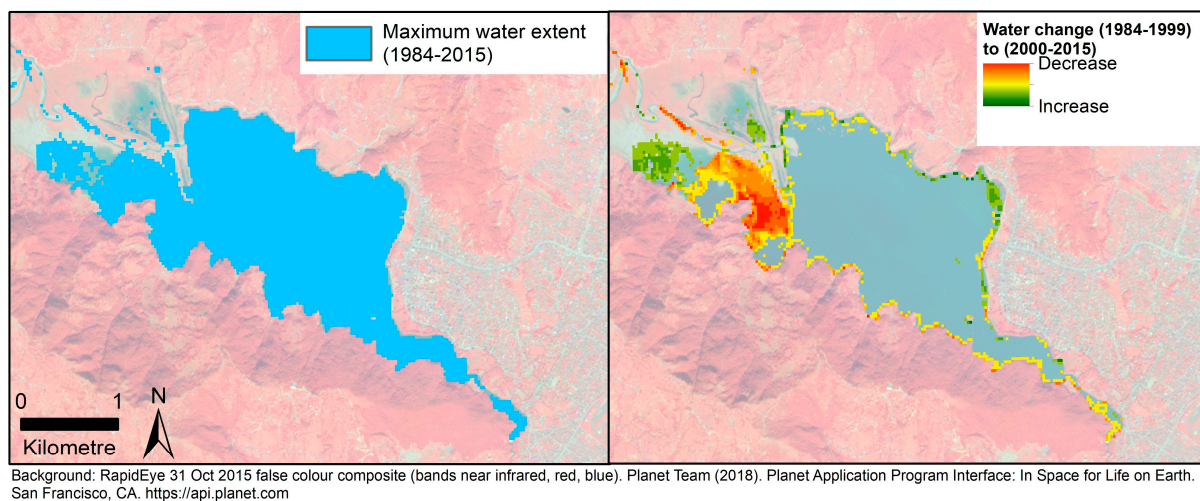 Maximum water extent
(1984-2015)
Water change (1984-1999)
to (2000-2015)
Decrease
Increase
N
0 1
Kilometre
Background: RapidEye 31 Oct 2015 false colour composite (bands near infrared, red, blue). Planet Team (2018). Planet Application Program Interface: In Space for Life on Earth.
San Francisco, CA. https://api.planet.com